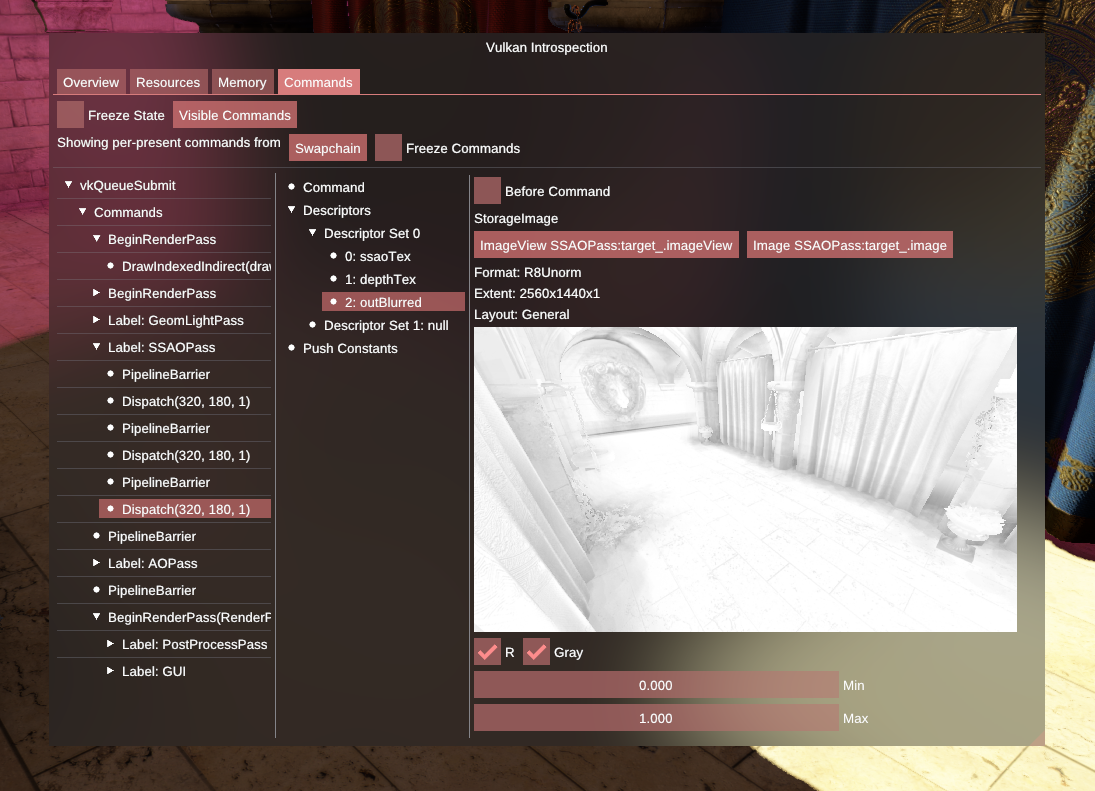 Vulkan Introspection
Overview Resources Memory Commands
Freeze State Visible Commands
Showing per-present commands from Swapchain Freeze Commands
vkQueueSubmit
Commands
BeginRenderPass
DrawIndexedIndirect(drav
BeginRenderPass
Label: GeomLightPass
Label: SSAOPass
PipelineBarrier
Dispatch(320, 180, 1)
PipelineBarrier
Dispatch(320, 180, 1)
PipelineBarrier
Dispatch(320, 180, 1)
PipelineBarrier
Label: AOPass
PipelineBarrier
BeginRenderPass(RenderP
Label: PostProcessPass
Label: GUI
Command
Descriptors
Descriptor Set 0
0: ssaoTex
1: depthTex
2: outBlurred
Descriptor Set 1: null
Push Constants
Before Command
StorageImage
ImageView SSAOPass:target_.imageView Image SSAOPass:target_.image
Format: R8Unorm
Extent: 2560x1440x1
Layout: General
R Gray
0.000 Min
1.000 Max